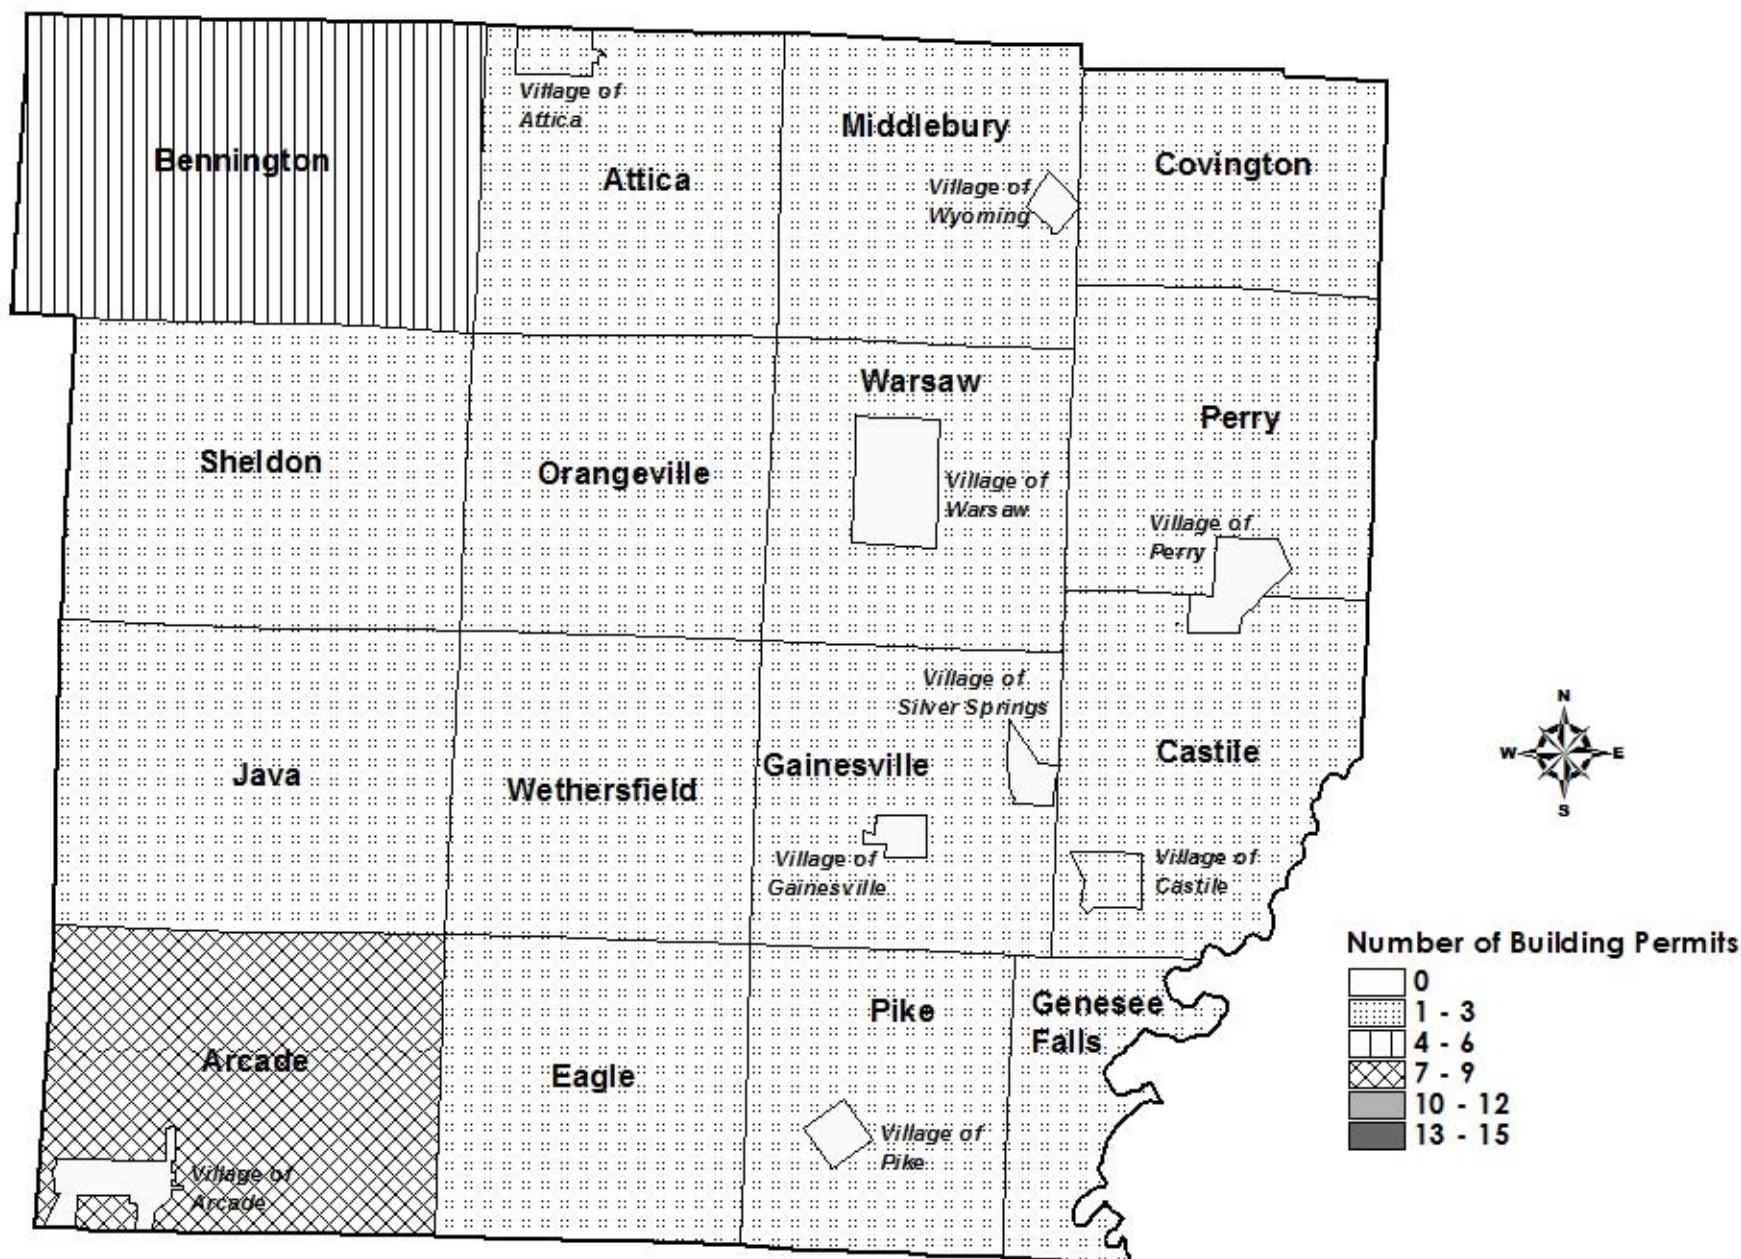 Village of
Attica
Middlebury
Bennington
Attica
Covington
Village of
Wyoming
Warsaw
Perry
Sheldon
Orangeville
Village of
Warsaw
Village of
Perry
Village of
Silver Springs
Java
Wethersfield
Gainesville
Castile
Village of
Gainesville
Village of
Castile
N
W
E
S
Arcade
Eagle
Pike
Genesee
Falls
Village of
Pike
Village of
Arcade
Number of Building Permits
0
1 - 3
4 - 6
7 - 9
10 - 12
13 - 15